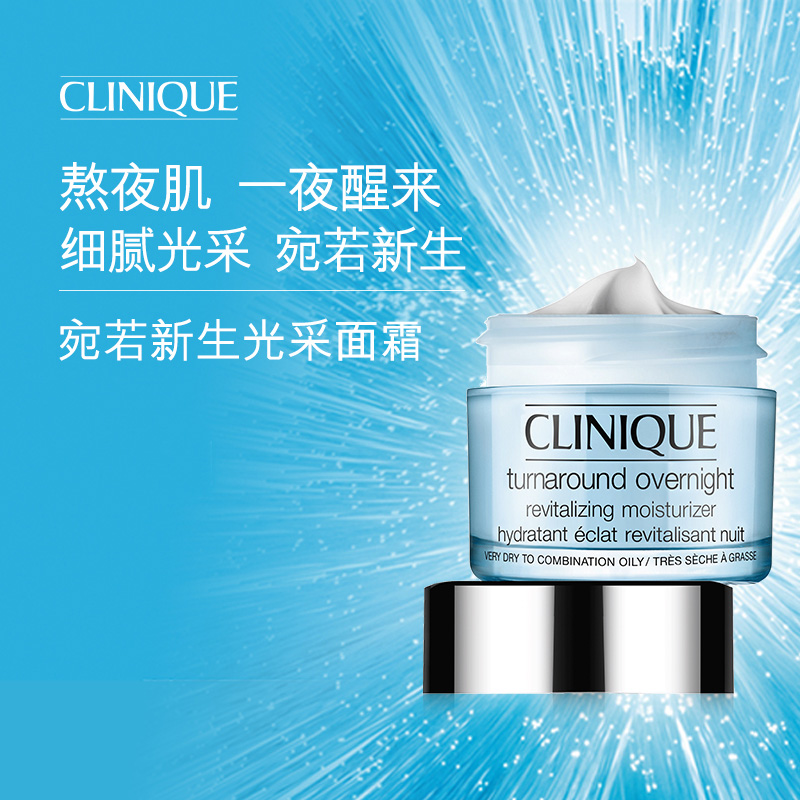 CLINIQUE
熬夜肌 一夜醒来
细腻光采 宛若新生
宛若新生光采面霜
CLINIQUE
turnaround overnight
revitalizing moisturizer
hydratant éclat revitalisant nuit
VERY DRY TO COMBINATION OILY/ TRÈS SÈCHE À GRASSE